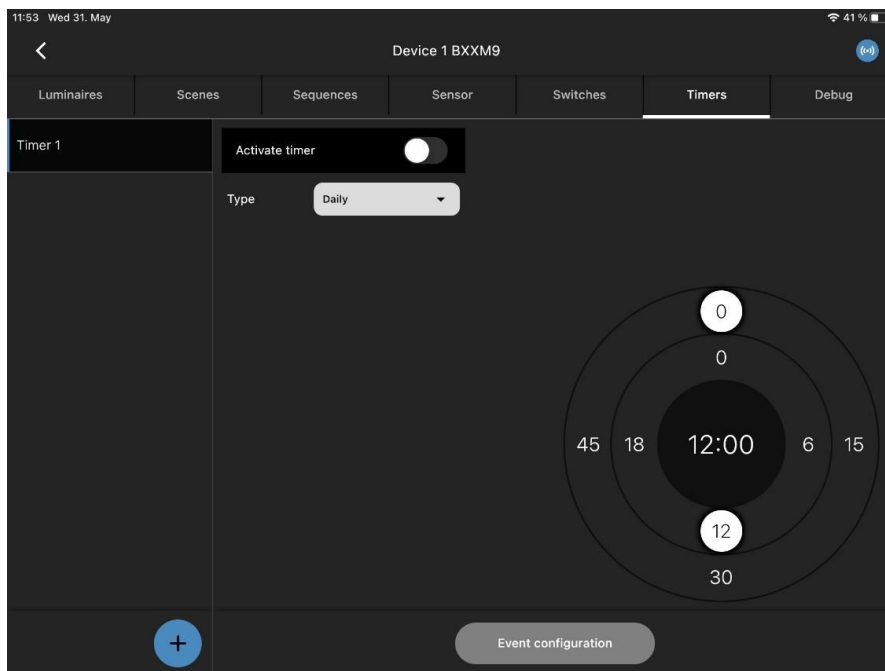 11:53 Wed 31. May
41 %
Device 1 BXXM9
Luminaires Scenes Sequences Sensor Switches Timers Debug
Timer 1
Activate timer
Type Daily
0
0
45 18 12:00 6 15
12
30
+
Event configuration